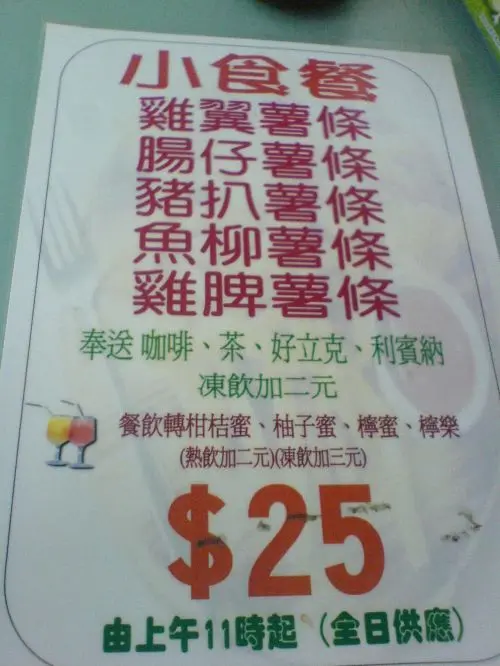 小食餐
雞翼薯條
腸仔薯條
豬扒薯條
魚柳薯條
雞脾薯條
奉送 咖啡、茶、好立克、利賓納
凍飲加二元
餐飲轉柑桔蜜、柚子蜜、檸蜜、檸樂
(熱飲加二元)(凍飲加三元)
$25
由上午11時起 (全日供應)